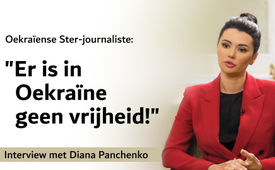 Oekraïense Ster-journaliste:
"Er is in
Oekraïne
geen vrijheid!"
Interview met Diana Panchenko